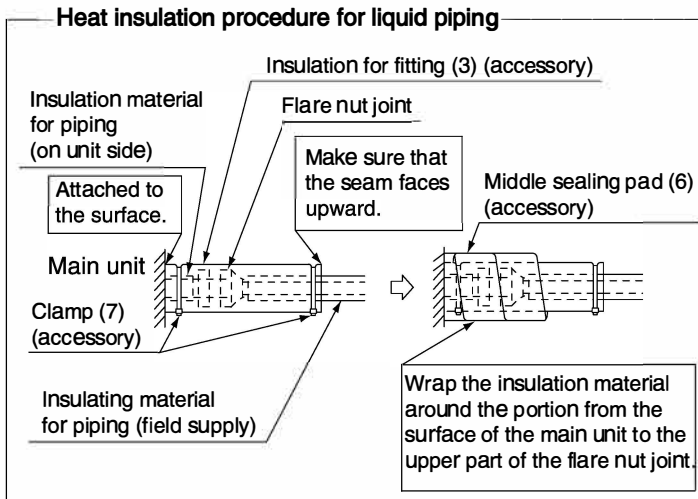 Heat insulation procedure for liquid piping
Insulation for fitting (3) (accessory)
Insulation material
for piping
(on unit side)
Flare nut joint
Attached to
the surface.
Make sure that
the seam faces
upward.
Middle sealing pad (6)
(accessory)
Main unit
Clamp (7)
(accessory)
Insulating material
for piping (field supply)
Wrap the insulation material
around the portion from the
surface of the main unit to the
upper part of the flare nut joint.